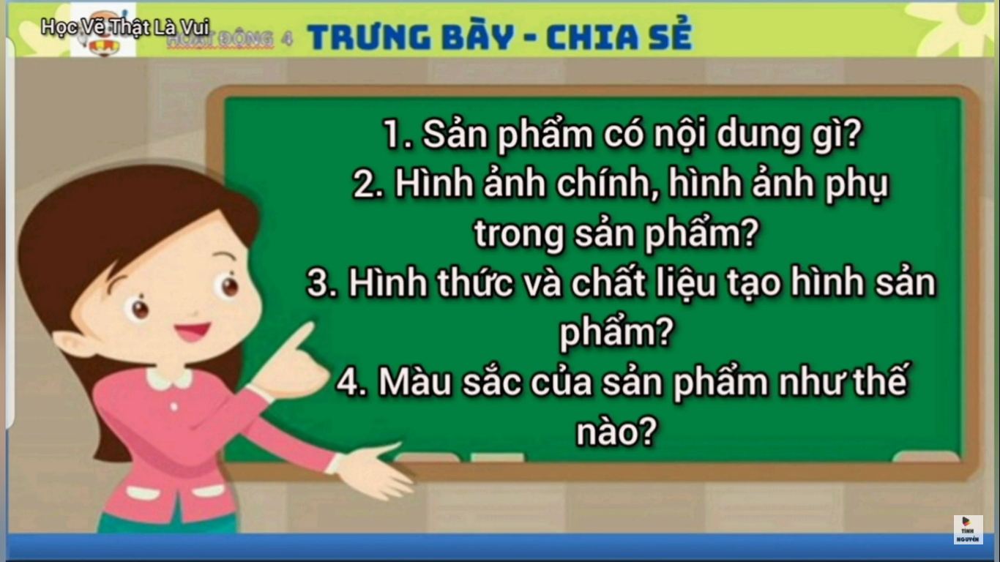 Học Vẽ Thật Là Vui
HOẠT ĐỘNG 4
TRƯNG BÀY - CHIA SẺ
1. Sản phẩm có nội dung gì?
2. Hình ảnh chính, hình ảnh phụ
trong sản phẩm?
3. Hình thức và chất liệu tạo hình sản
phẩm?
4. Màu sắc của sản phẩm như thế
nào?
TÌNH
NGUYỄN